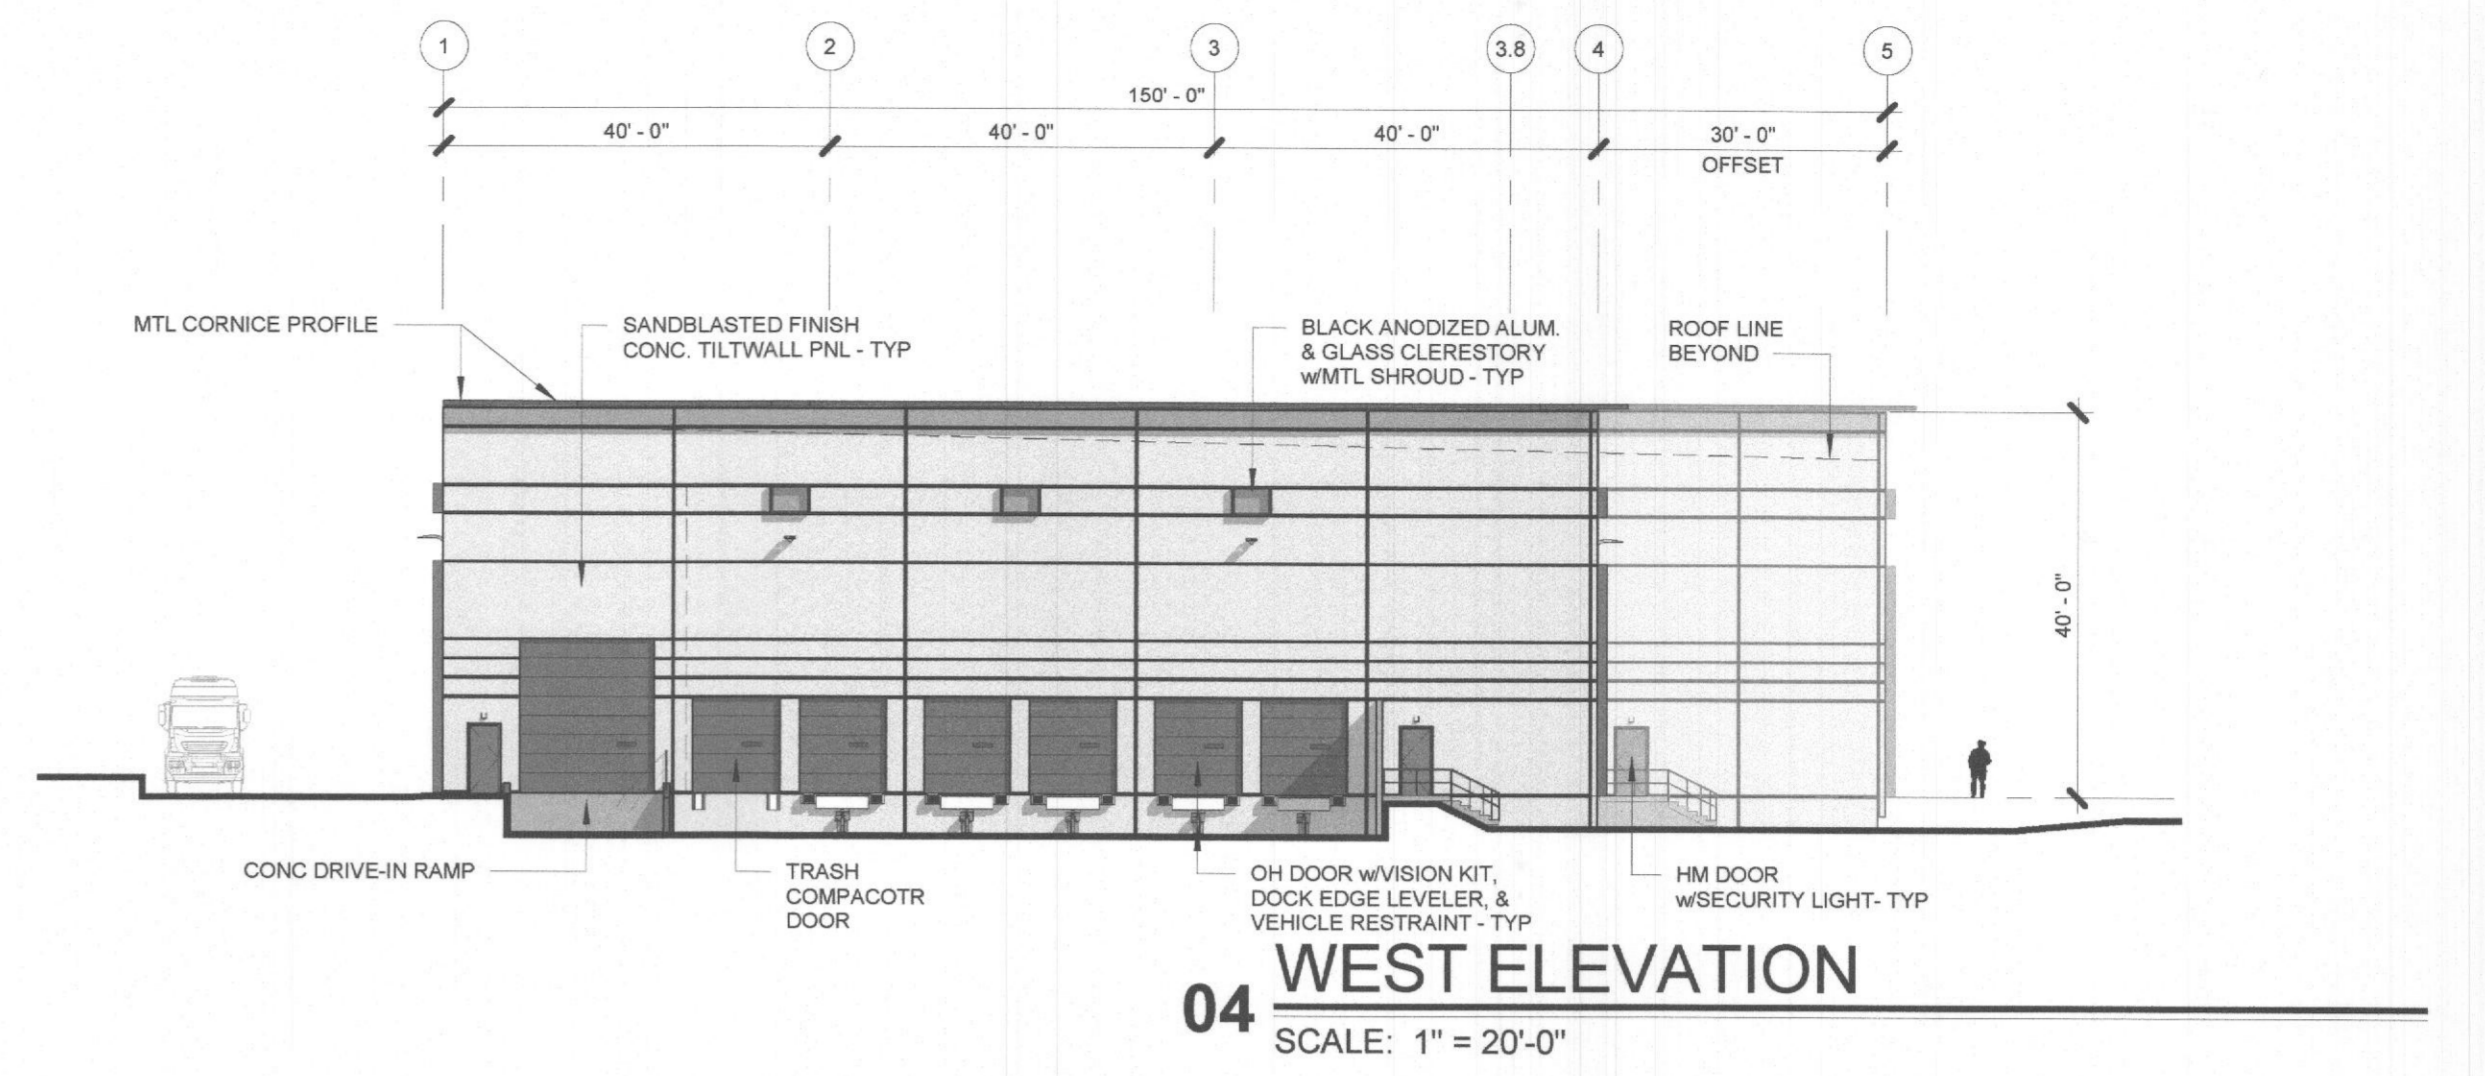 1 2 3 3.8 4 5
150' - 0"
40' - 0" 40' - 0" 40' - 0" 30' - 0"
OFFSET
MTL CORNICE PROFILE
SANDBLASTED FINISH
CONC. TILTWALL PNL - TYP
BLACK ANODIZED ALUM.
& GLASS CLERESTORY
w/MTL SHROUD - TYP
ROOF LINE
BEYOND
40' - 0"
CONC DRIVE-IN RAMP
TRASH
COMPACOTR
DOOR
OH DOOR w/VISION KIT,
DOCK EDGE LEVELER, &
VEHICLE RESTRAINT - TYP
HM DOOR
w/SECURITY LIGHT- TYP
04 WEST ELEVATION
SCALE: 1" = 20'-0"